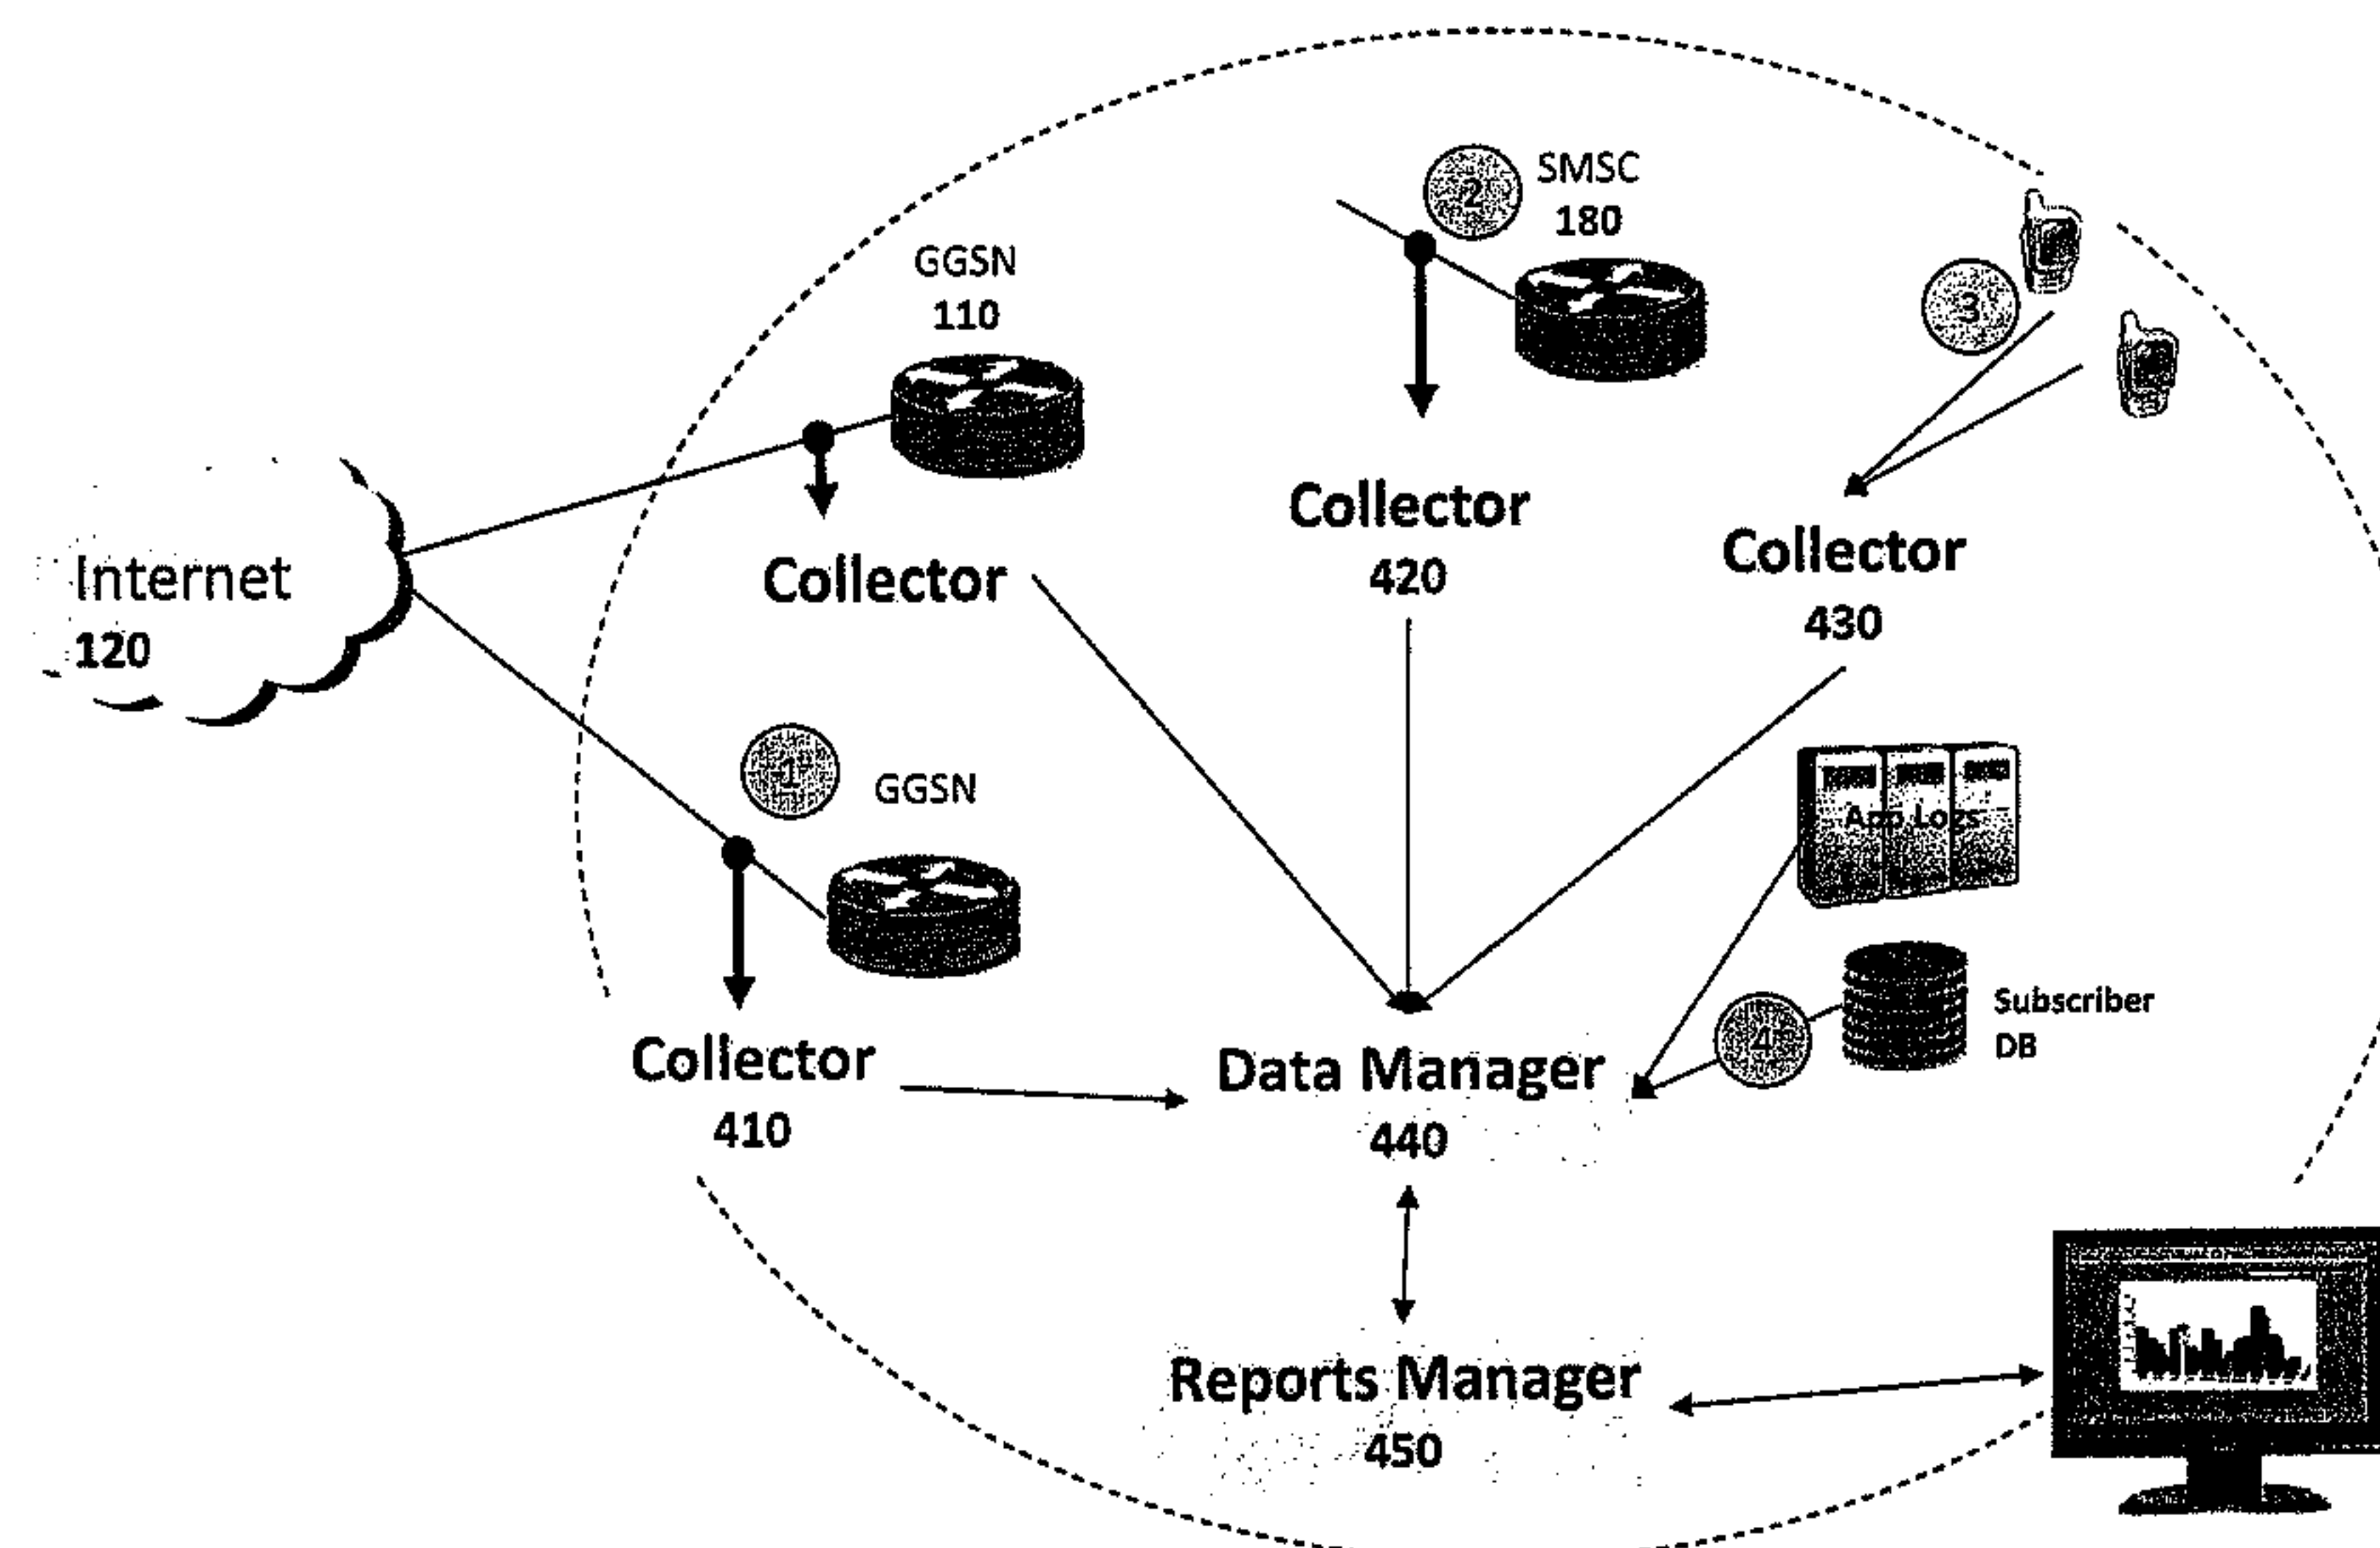 2
SMSC
180
GGSN
110
3
Collector
420
Collector
430
Internet
120
Collector
1
GGSN
App Logs
Subscriber
DB
4
Collector
410
Data Manager
440
Reports Manager
450